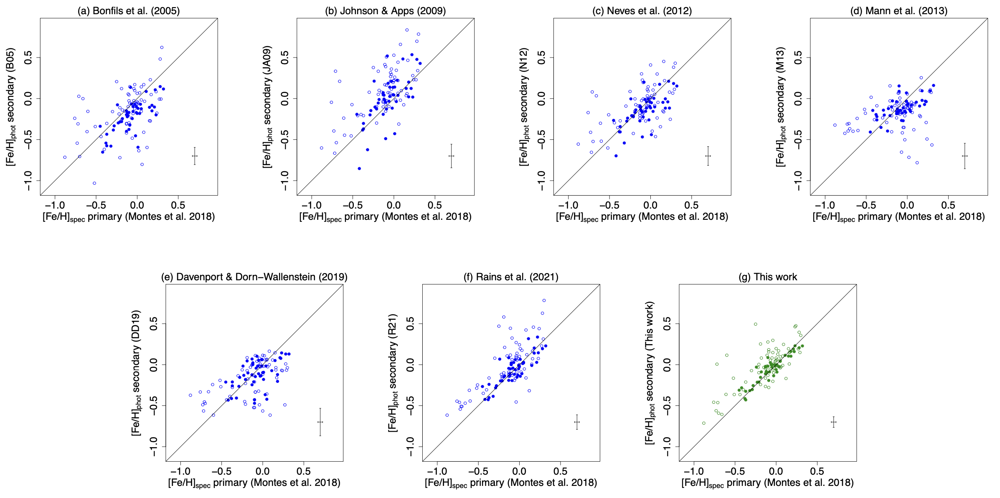 (a) Bonfils et al. (2005)
[Fe/H]phot secondary (B05)
0.5
0.0
−0.5
−1.0
−1.0 −0.5 0.0 0.5
[Fe/H]spec primary (Montes et al. 2018)
(b) Johnson & Apps (2009)
[Fe/H]phot secondary (JA09)
0.5
0.0
−0.5
−1.0
−1.0 −0.5 0.0 0.5
[Fe/H]spec primary (Montes et al. 2018)
(c) Neves et al. (2012)
[Fe/H]phot secondary (N12)
0.5
0.0
−0.5
−1.0
−1.0 −0.5 0.0 0.5
[Fe/H]spec primary (Montes et al. 2018)
(d) Mann et al. (2013)
[Fe/H]phot secondary (M13)
0.5
0.0
−0.5
−1.0
−1.0 −0.5 0.0 0.5
[Fe/H]spec primary (Montes et al. 2018)
(e) Davenport & Dorn−Wallenstein (2019)
[Fe/H]phot secondary (DD19)
0.5
0.0
−0.5
−1.0
−1.0 −0.5 0.0 0.5
[Fe/H]spec primary (Montes et al. 2018)
(f) Rains et al. (2021)
[Fe/H]phot secondary (R21)
0.5
0.0
−0.5
−1.0
−1.0 −0.5 0.0 0.5
[Fe/H]spec primary (Montes et al. 2018)
(g) This work
[Fe/H]phot secondary (This work)
0.5
0.0
−0.5
−1.0
−1.0 −0.5 0.0 0.5
[Fe/H]spec primary (Montes et al. 2018)